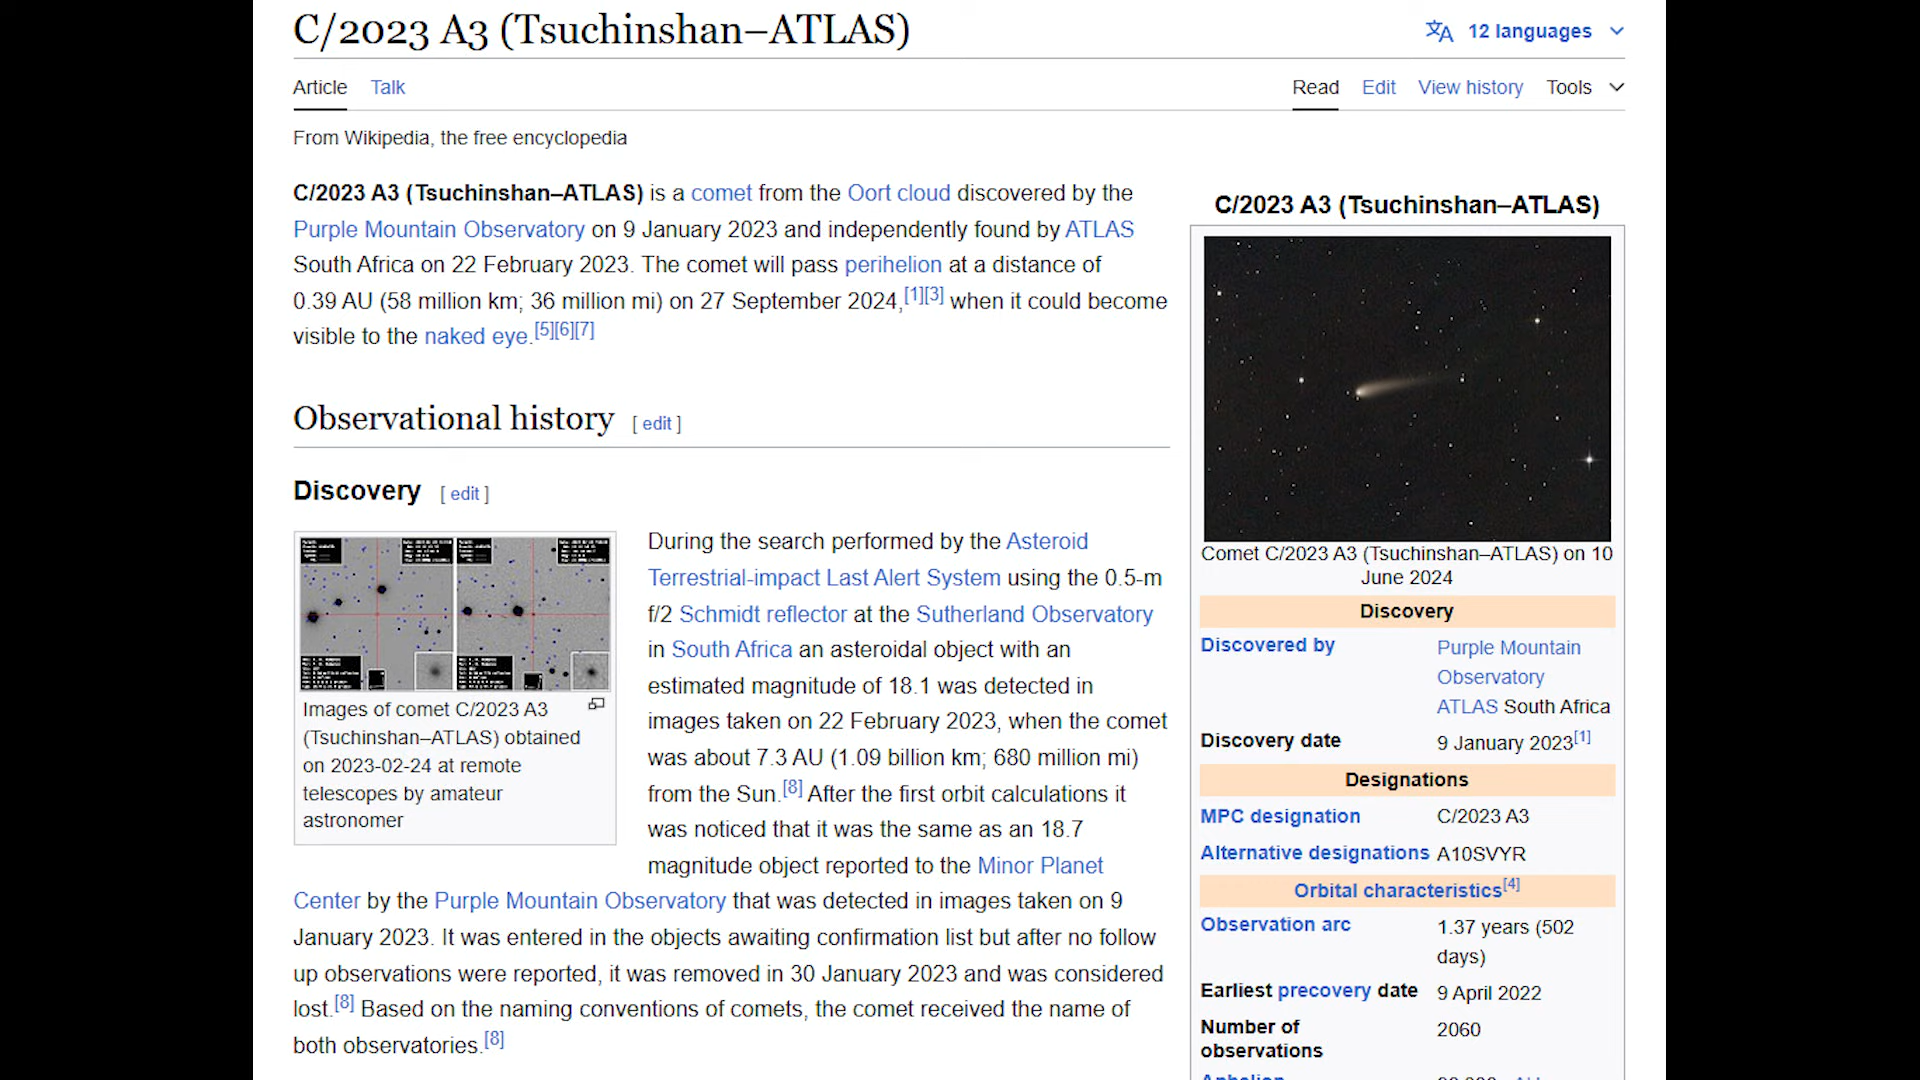 C/2023 A3 (Tsuchinshan–ATLAS)
12 languages
Article
Talk
Read
Edit
View history
Tools
From Wikipedia, the free encyclopedia
C/2023 A3 (Tsuchinshan–ATLAS) is a comet from the Oort cloud discovered by the
Purple Mountain Observatory on 9 January 2023 and independently found by ATLAS
South Africa on 22 February 2023. The comet will pass perihelion at a distance of
0.39 AU (58 million km; 36 million mi) on 27 September 2024,[1][3] when it could become
visible to the naked eye.[5][6][7]
Observational history [ edit ]
Discovery [ edit ]
Images of comet C/2023 A3
(Tsuchinshan–ATLAS) obtained
on 2023-02-24 at remote
telescopes by amateur
astronomer
During the search performed by the Asteroid
Terrestrial-impact Last Alert System using the 0.5-m
f/2 Schmidt reflector at the Sutherland Observatory
in South Africa an asteroidal object with an
estimated magnitude of 18.1 was detected in
images taken on 22 February 2023, when the comet
was about 7.3 AU (1.09 billion km; 680 million mi)
from the Sun.[8] After the first orbit calculations it
was noticed that it was the same as an 18.7
magnitude object reported to the Minor Planet
Center by the Purple Mountain Observatory that was detected in images taken on 9
January 2023. It was entered in the objects awaiting confirmation list but after no follow
up observations were reported, it was removed in 30 January 2023 and was considered
lost.[8] Based on the naming conventions of comets, the comet received the name of
both observatories.[8]
C/2023 A3 (Tsuchinshan–ATLAS)
Comet C/2023 A3 (Tsuchinshan–ATLAS) on 10
June 2024
Discovery
Discovered by
Purple Mountain
Observatory
ATLAS South Africa
Discovery date
9 January 2023[1]
Designations
MPC designation
C/2023 A3
Alternative designations
A10SVYR
Orbital characteristics[4]
Observation arc
1.37 years (502
days)
Earliest precovery date
9 April 2022
Number of
observations
2060